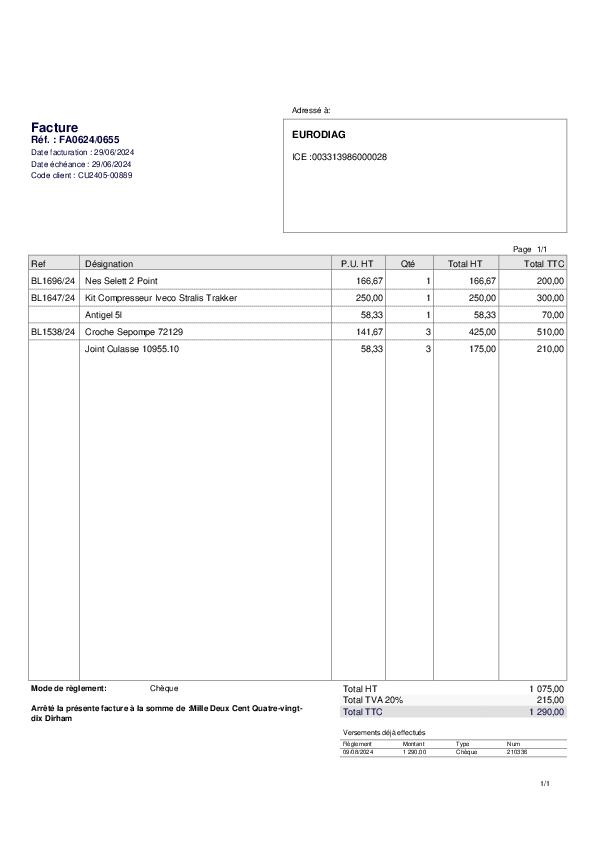 Adressé à:
Facture
Réf. : FA0624/0655
Date facturation : 29/06/2024
Date échéance : 29/06/2024
Code client : CU2405-00889
EURODIAG
ICE :003313986000028
Page 1/1
Ref Désignation P.U. HT Qté Total HT Total TTC
BL1696/24 Nes Selett 2 Point 166,67 1 166,67 200,00
BL1647/24 Kit Compresseur Iveco Stralis Trakker 250,00 1 250,00 300,00
Antigel 5l 58,33 1 58,33 70,00
BL1538/24 Croche Sepompe 72129 141,67 3 425,00 510,00
Joint Culasse 10955.10 58,33 3 175,00 210,00
Mode de règlement: Chèque
Arrêté la présente facture à la somme de :Mille Deux Cent Quatre-vingt-
dix Dirham
Total HT 1 075,00
Total TVA 20% 215,00
Total TTC 1 290,00
Versements déjà effectués
Règlement Montant Type Num
09/08/2024 1 290,00 Chèque 210336
1/1